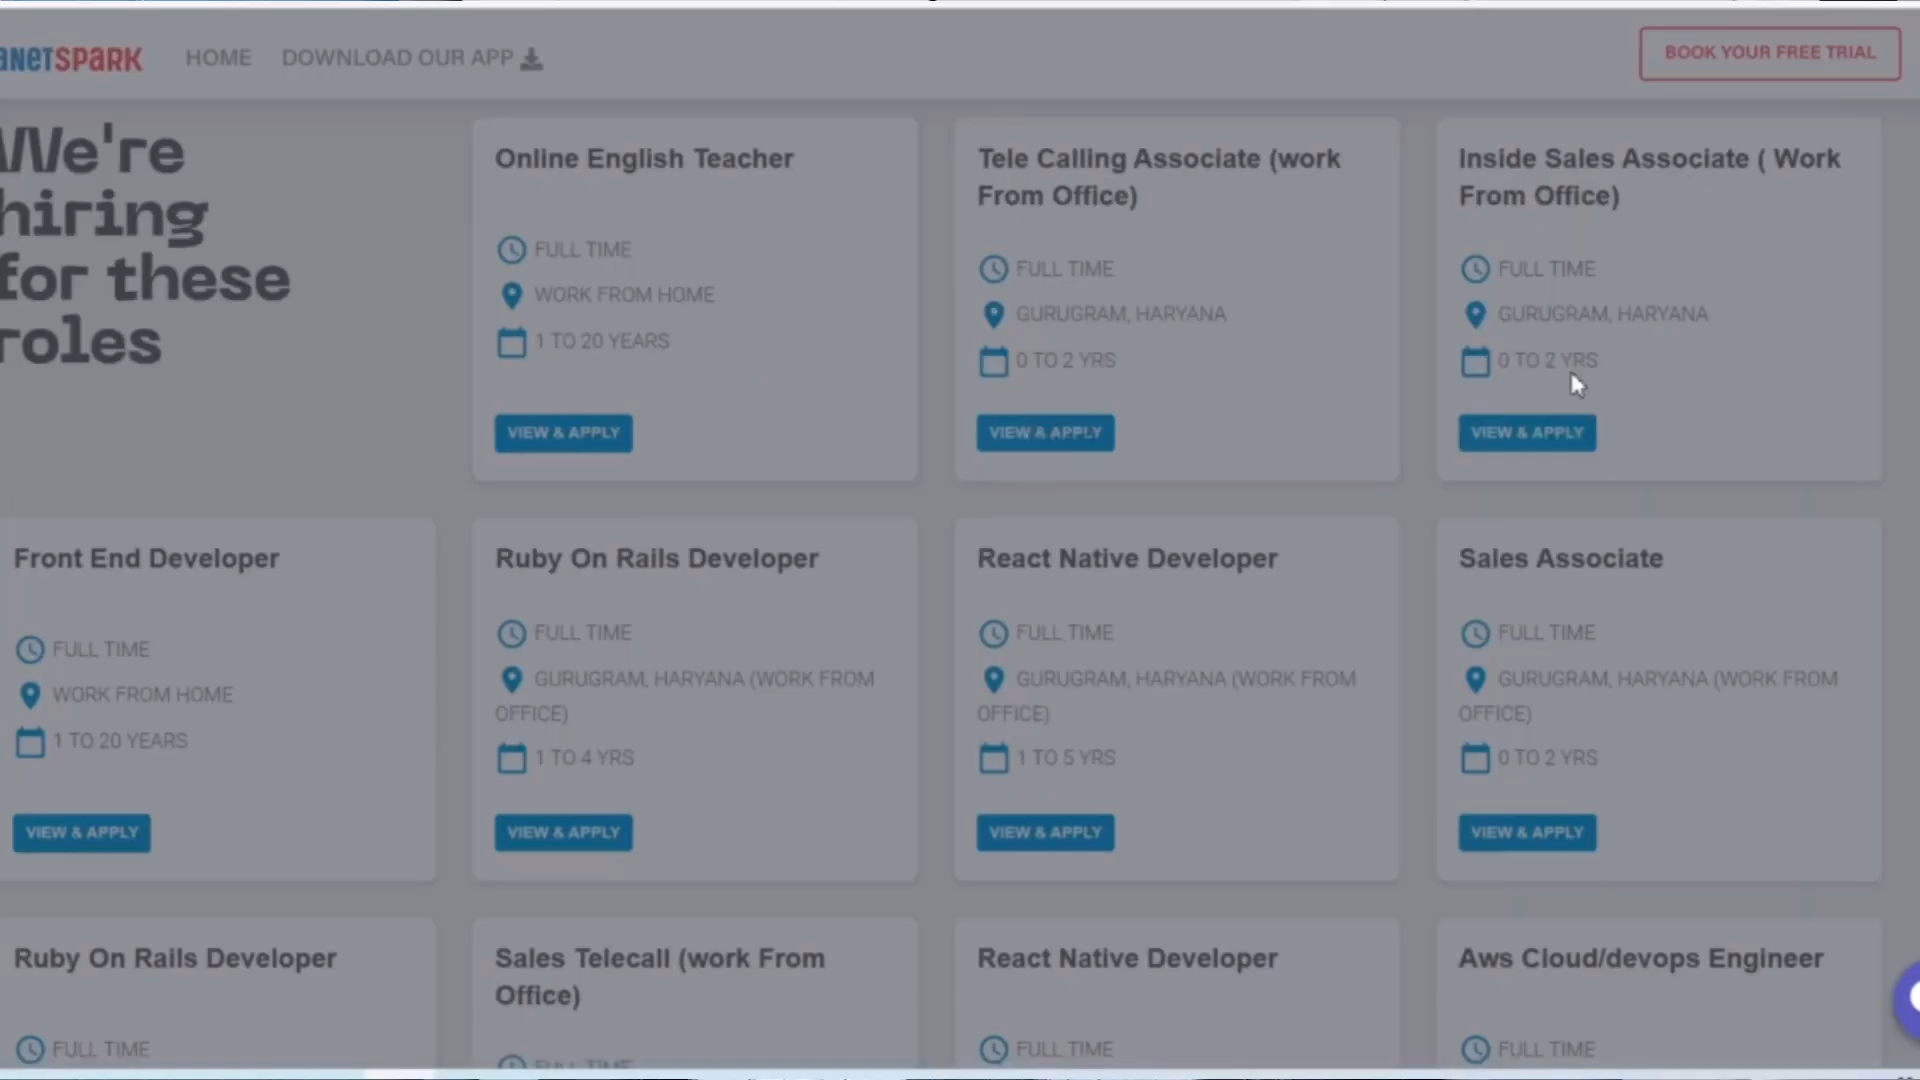 anetspark
HOME
DOWNLOAD OUR APP
BOOK YOUR FREE TRIAL
We're
hiring
for these
roles
Online English Teacher
FULL TIME
WORK FROM HOME
1 TO 20 YEARS
VIEW & APPLY
Tele Calling Associate (work
From Office)
FULL TIME
GURUGRAM, HARYANA
0 TO 2 YRS
VIEW & APPLY
Inside Sales Associate ( Work
From Office)
FULL TIME
GURUGRAM, HARYANA
0 TO 2 YRS
VIEW & APPLY
Front End Developer
FULL TIME
WORK FROM HOME
1 TO 20 YEARS
VIEW & APPLY
Ruby On Rails Developer
FULL TIME
GURUGRAM, HARYANA (WORK FROM
OFFICE)
1 TO 4 YRS
VIEW & APPLY
React Native Developer
FULL TIME
GURUGRAM, HARYANA (WORK FROM
OFFICE)
1 TO 5 YRS
VIEW & APPLY
Sales Associate
FULL TIME
GURUGRAM, HARYANA (WORK FROM
OFFICE)
0 TO 2 YRS
VIEW & APPLY
Ruby On Rails Developer
FULL TIME
Sales Telecall (work From
Office)
FULL TIME
React Native Developer
FULL TIME
Aws Cloud/devops Engineer
FULL TIME